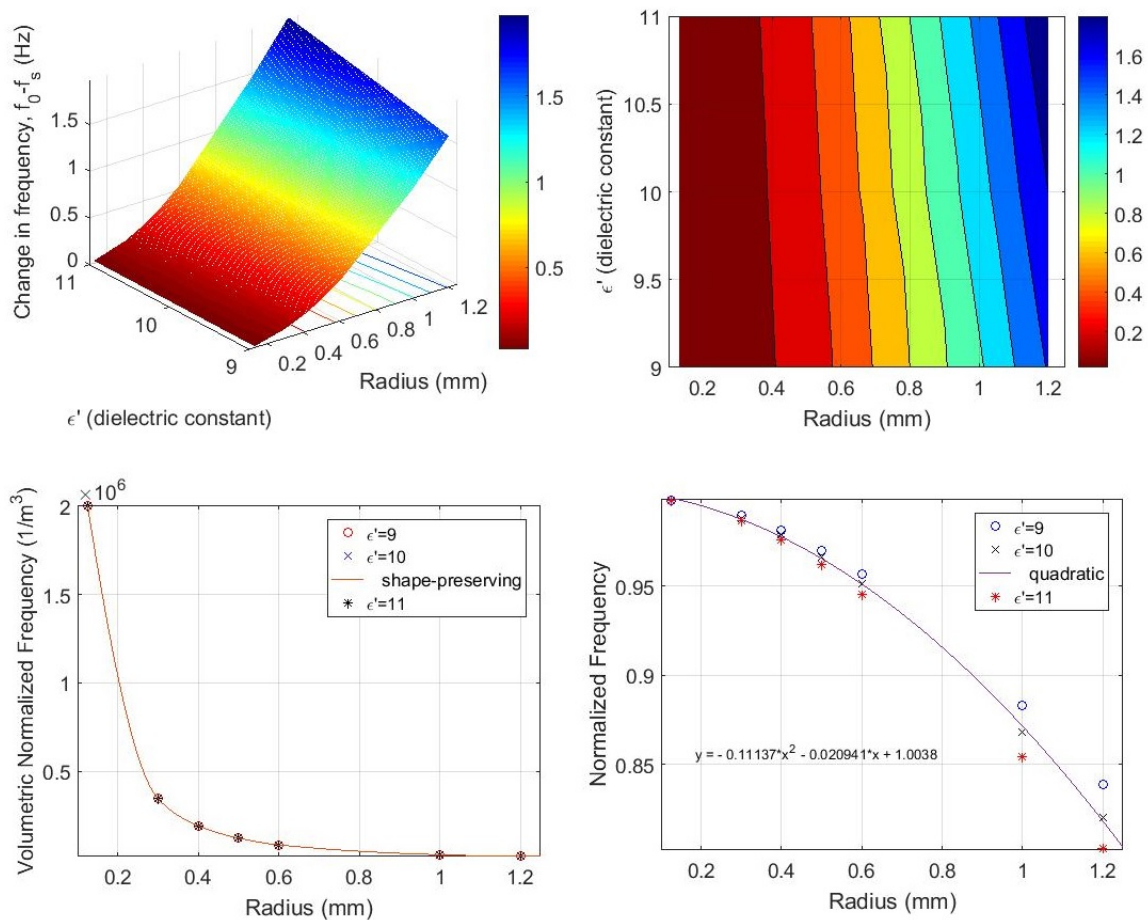 Change in frequency, f_0-f_s (Hz)
1.5
1
0.5
0
11
10
9
0.2
0.4
0.6
0.8
1
1.2
Radius (mm)
ϵ' (dielectric constant)
1.5
1
0.5
ϵ' (dielectric constant)
11
10.5
10
9.5
9
0.2 0.4 0.6 0.8 1 1.2
Radius (mm)
1.6
1.4
1.2
1
0.8
0.6
0.4
0.2
Volumetric Normalized Frequency (1/m³)
×10⁶
2
1.5
1
0.5
0.2 0.4 0.6 0.8 1 1.2
Radius (mm)
ϵ'=9
ϵ'=10
shape-preserving
ϵ'=11
Normalized Frequency
0.95
0.9
0.85
0.2 0.4 0.6 0.8 1 1.2
Radius (mm)
ϵ'=9
ϵ'=10
quadratic
ϵ'=11
y = - 0.11137*x² - 0.020941*x + 1.0038